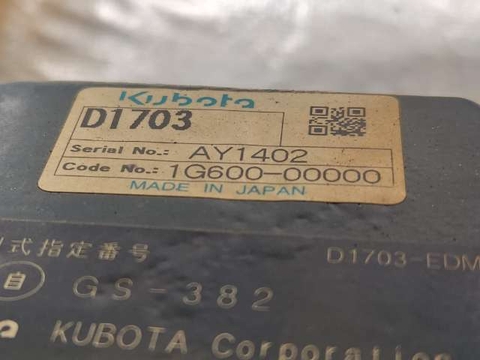 Kubota
D1703
Serial No.: AY1402
Code No.: 1G600-00000
MADE IN JAPAN
式指定番号
D1703-EDM
自 GS-382
KUBOTA Corporation